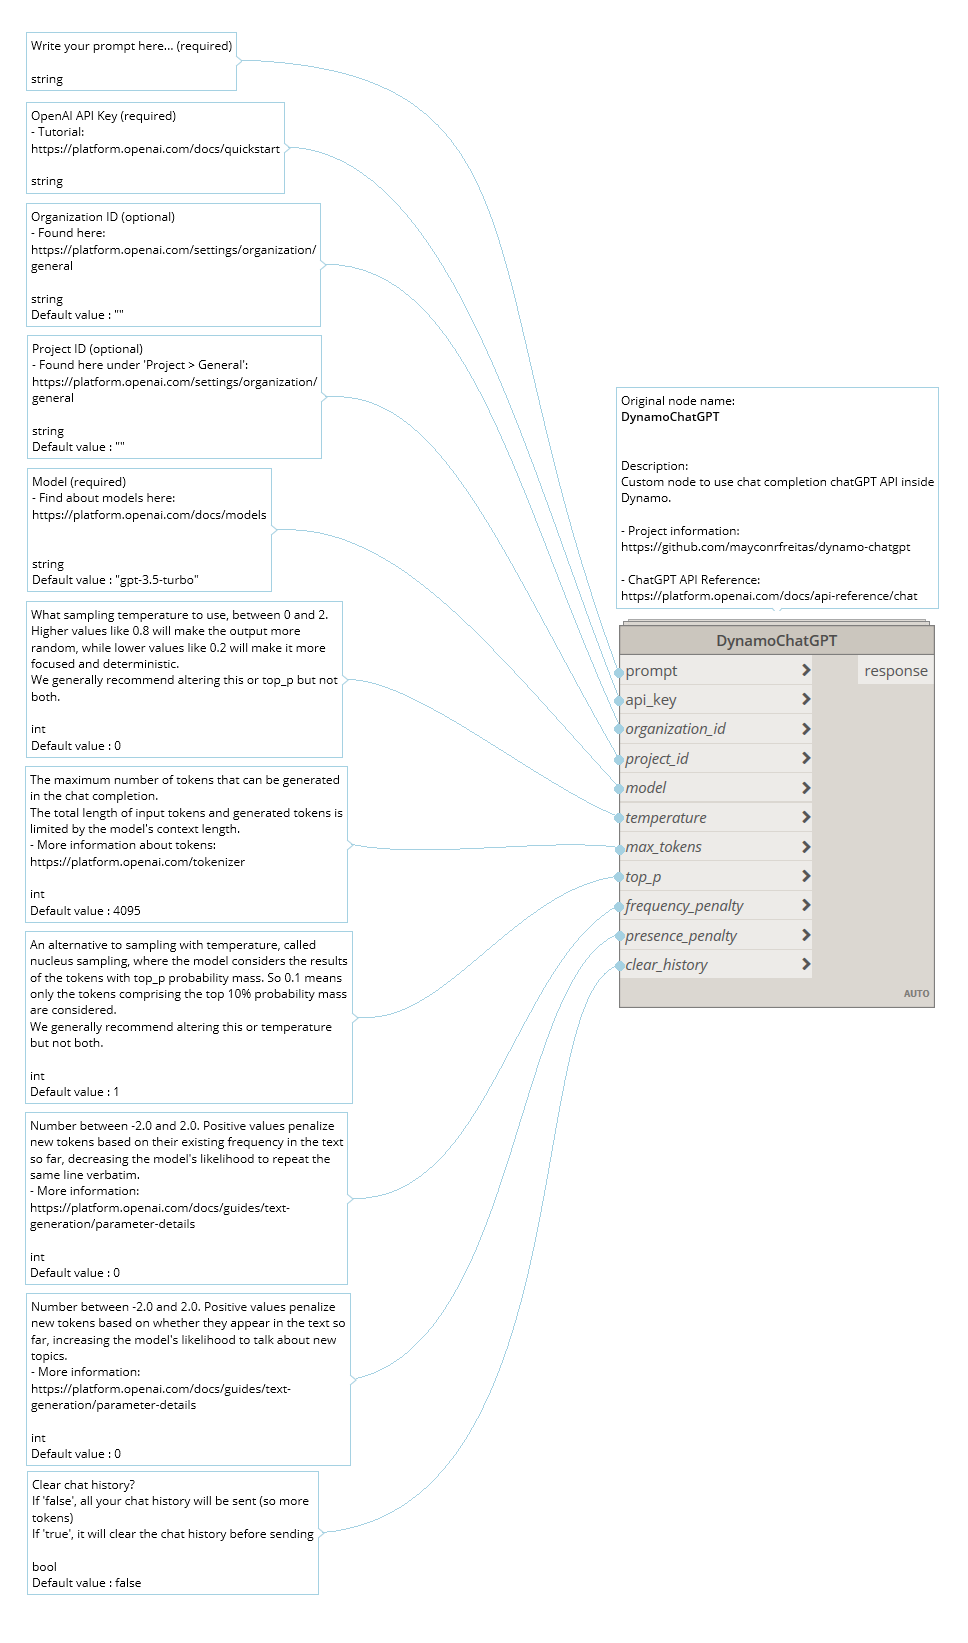 Write your prompt here... (required)
string
OpenAI API Key (required)
- Tutorial:
https://platform.openai.com/docs/quickstart
string
Organization ID (optional)
- Found here:
https://platform.openai.com/settings/organization/
general
string
Default value : ""
Project ID (optional)
- Found here under 'Project > General':
https://platform.openai.com/settings/organization/
general
string
Default value : ""
Model (required)
- Find about models here:
https://platform.openai.com/docs/models
string
Default value : "gpt-3.5-turbo"
What sampling temperature to use, between 0 and 2.
Higher values like 0.8 will make the output more
random, while lower values like 0.2 will make it more
focused and deterministic.
We generally recommend altering this or top_p but not
both.
int
Default value : 0
The maximum number of tokens that can be generated
in the chat completion.
The total length of input tokens and generated tokens is
limited by the model's context length.
- More information about tokens:
https://platform.openai.com/tokenizer
int
Default value : 4095
An alternative to sampling with temperature, called
nucleus sampling, where the model considers the results
of the tokens with top_p probability mass. So 0.1 means
only the tokens comprising the top 10% probability mass
are considered.
We generally recommend altering this or temperature
but not both.
int
Default value : 1
Number between -2.0 and 2.0. Positive values penalize
new tokens based on their existing frequency in the text
so far, decreasing the model's likelihood to repeat the
same line verbatim.
- More information:
https://platform.openai.com/docs/guides/text-
generation/parameter-details
int
Default value : 0
Number between -2.0 and 2.0. Positive values penalize
new tokens based on whether they appear in the text so
far, increasing the model's likelihood to talk about new
topics.
- More information:
https://platform.openai.com/docs/guides/text-
generation/parameter-details
int
Default value : 0
Clear chat history?
If 'false', all your chat history will be sent (so more
tokens)
If 'true', it will clear the chat history before sending
bool
Default value : false
Original node name:
DynamoChatGPT
Description:
Custom node to use chat completion chatGPT API inside
Dynamo.
- Project information:
https://github.com/mayconrfreitas/dynamo-chatgpt
- ChatGPT API Reference:
https://platform.openai.com/docs/api-reference/chat
DynamoChatGPT
prompt
response
api_key
organization_id
project_id
model
temperature
max_tokens
top_p
frequency_penalty
presence_penalty
clear_history
AUTO